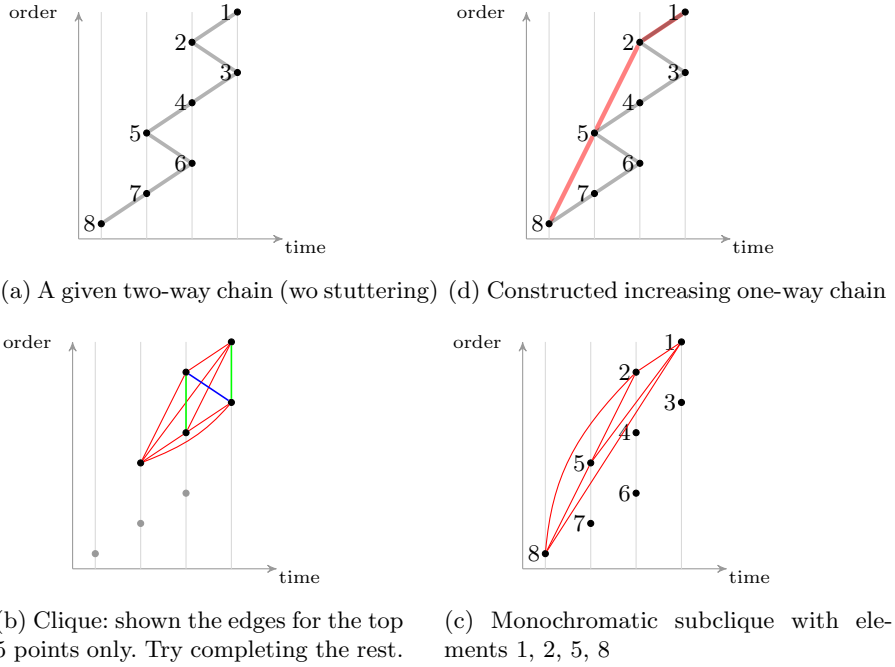 order
1
2
3
4
5
6
7
8
time
order
1
2
3
4
5
6
7
8
time
(a) A given two-way chain (wo stuttering)
(d) Constructed increasing one-way chain
order
time
order
1
2
3
4
5
6
7
8
time
(b) Clique: shown the edges for the top
5 points only. Try completing the rest.
(c) Monochromatic subclique with ele-
ments 1, 2, 5, 8